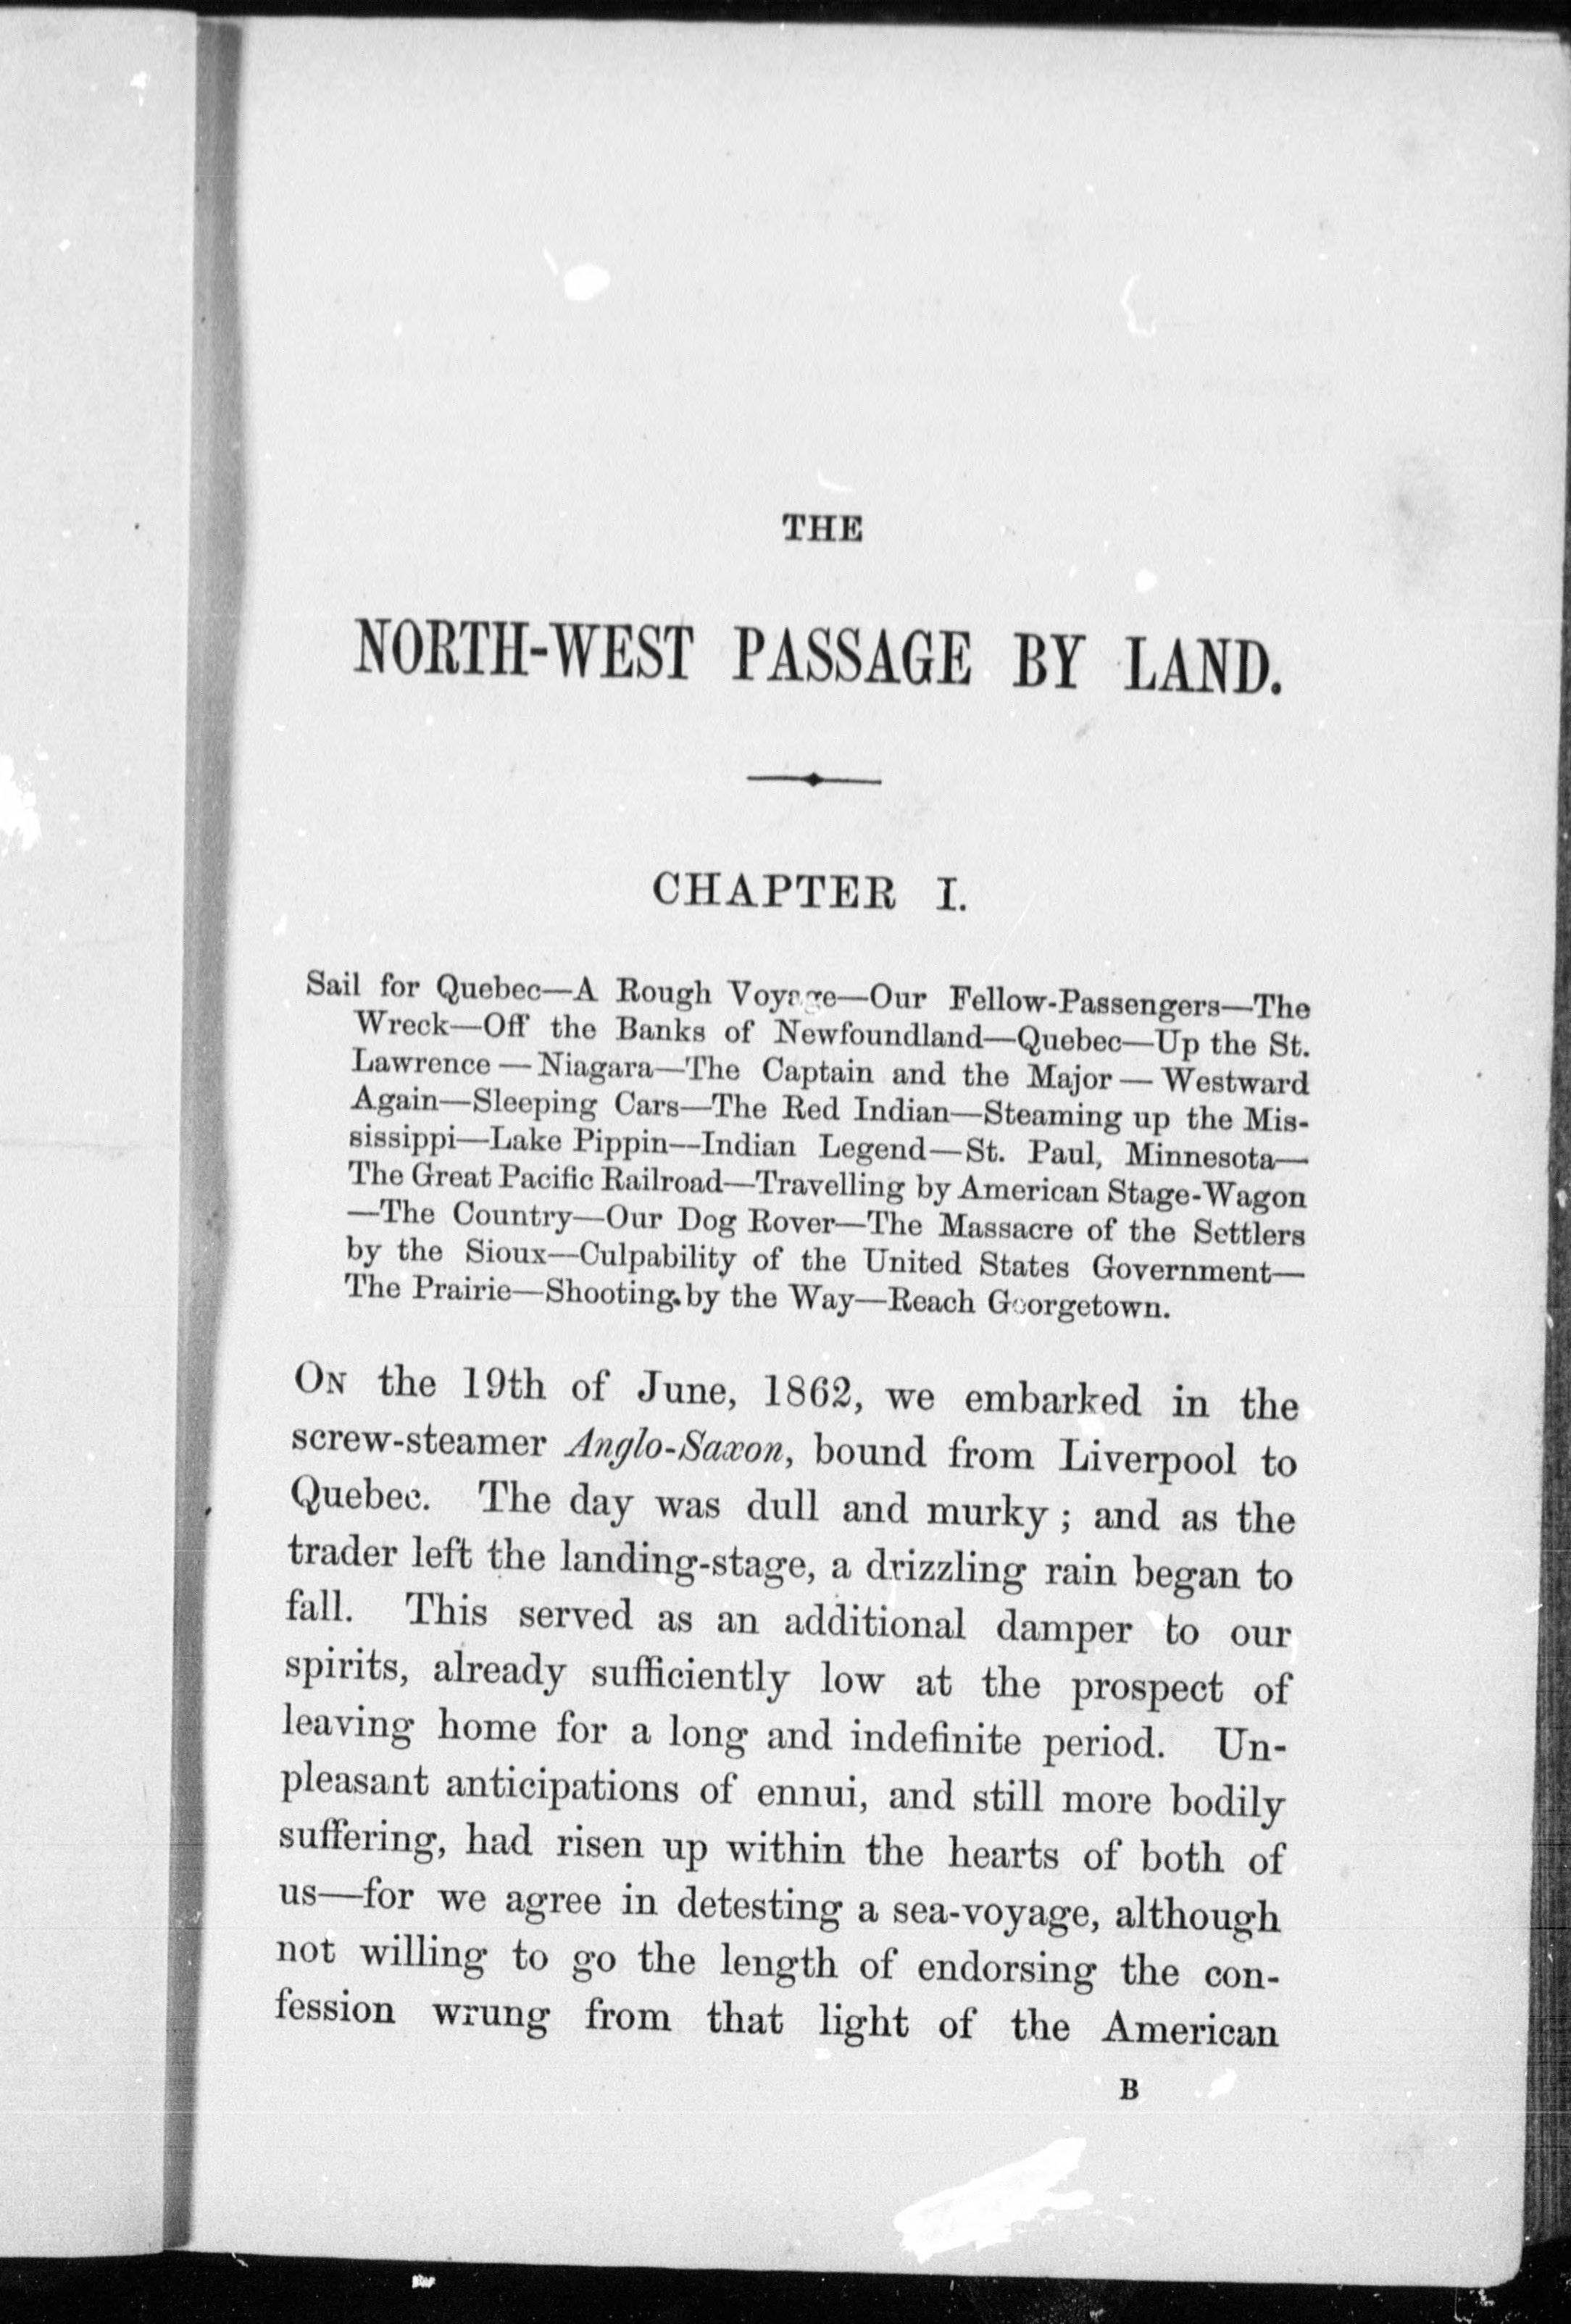 THE
NORTH-WEST PASSAGE BY LAND.
CHAPTER I.
Sail for Quebec—A Rough Voyage—Our Fellow-Passengers—The
Wreck—Off the Banks of Newfoundland—Quebec—Up the St.
Lawrence—Niagara—The Captain and the Major—Westward
Again—Sleeping Cars—The Red Indian—Steaming up the Mis-
sissippi—Lake Pippin—Indian Legend—St. Paul, Minnesota—
The Great Pacific Railroad—Travelling by American Stage-Wagon
—The Country—Our Dog Rover—The Massacre of the Settlers
by the Sioux—Culpability of the United States Government—
The Prairie—Shooting by the Way—Reach Georgetown.
ON the 19th of June, 1862, we embarked in the
screw-steamer Anglo-Saxon, bound from Liverpool to
Quebec. The day was dull and murky; and as the
trader left the landing-stage, a drizzling rain began to
fall. This served as an additional damper to our
spirits, already sufficiently low at the prospect of
leaving home for a long and indefinite period. Un-
pleasant anticipations of ennui, and still more bodily
suffering, had risen up within the hearts of both of
us—for we agree in detesting a sea-voyage, although
not willing to go the length of endorsing the con-
fession wrung from that light of the American
B